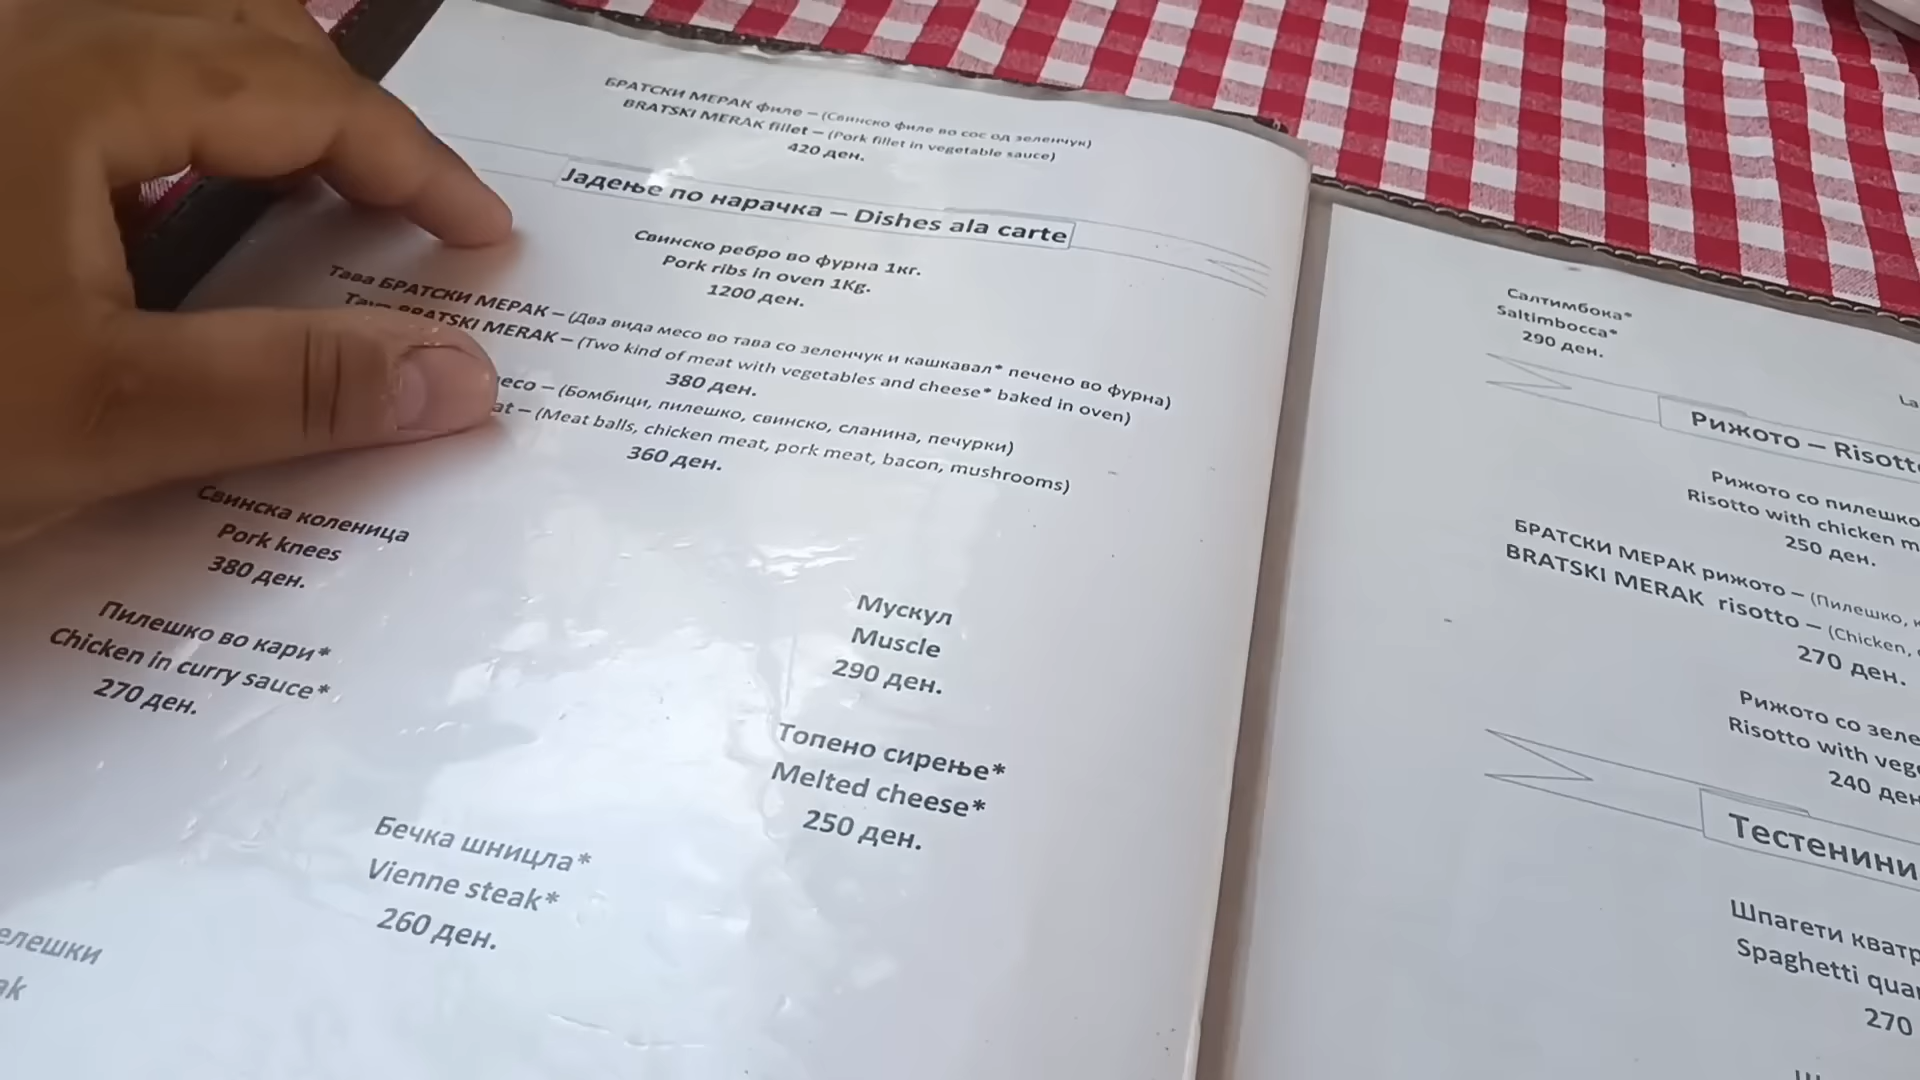 БРАТСКИ МЕРАК филе – (Свинско филе во сос од зеленчук)
BRATSKI MERAK fillet – (Pork fillet in vegetable sauce)
420 ден.
Јадење по нарачка – Dishes ala carte
Свинско ребро во фурна 1кг.
Pork ribs in oven 1Kg.
1200 ден.
Тава БРАТСКИ МЕРАК – (Два вида месо во тава со зеленчук и кашкавал* печено во фурна)
BRATSKI MERAK – (Two kind of meat with vegetables and cheese* baked in oven)
380 ден.
– (Бомбици, пилешко, свинско, сланина, печурки)
– (Meat balls, chicken meat, pork meat, bacon, mushrooms)
360 ден.
Свинска коленица
Pork knees
380 ден.
Пилешко во кари*
Chicken in curry sauce*
270 ден.
Мускул
Muscle
290 ден.
Топено сирење*
Melted cheese*
250 ден.
Бечка шницла*
Vienne steak*
260 ден.
Салтимбока*
Saltimbocca*
290 ден.
Рижото – Risotto
Рижото со пилешко
Risotto with chicken
250 ден.
БРАТСКИ МЕРАК рижото – (Пилешко,
BRATSKI MERAK risotto – (Chicken,
270 ден.
Рижото со
Risotto with
240 ден
Тестенини
Шпагети
Spaghetti
270